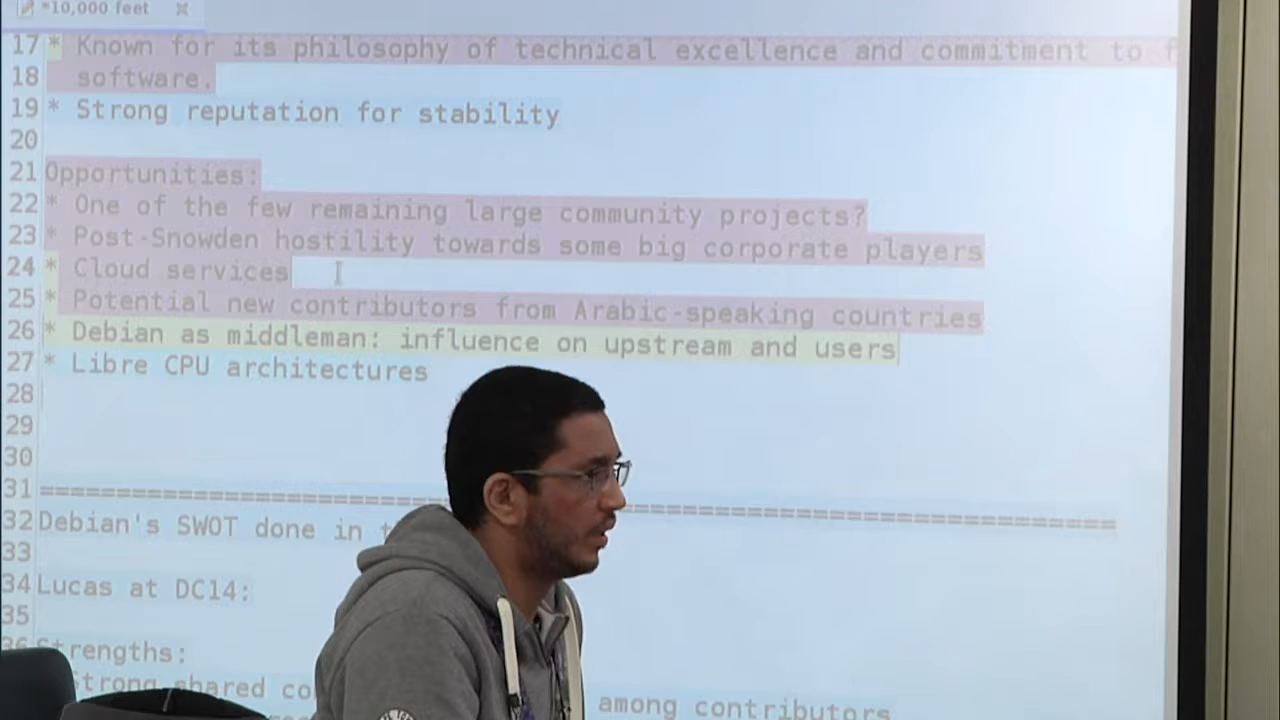 *10,000 feet
17 * Known for its philosophy of technical excellence and commitment to f
18 software.
19 * Strong reputation for stability
20
21 Opportunities:
22 * One of the few remaining large community projects?
23 * Post-Snowden hostility towards some big corporate players
24 * Cloud services
25 * Potential new contributors from Arabic-speaking countries
26 * Debian as middleman: influence on upstream and users
27 * Libre CPU architectures
28
29
30
31 ====================================================================
32 Debian's SWOT done in t
33
34 Lucas at DC14:
35
36 Strengths:
Strong shared co among contributors